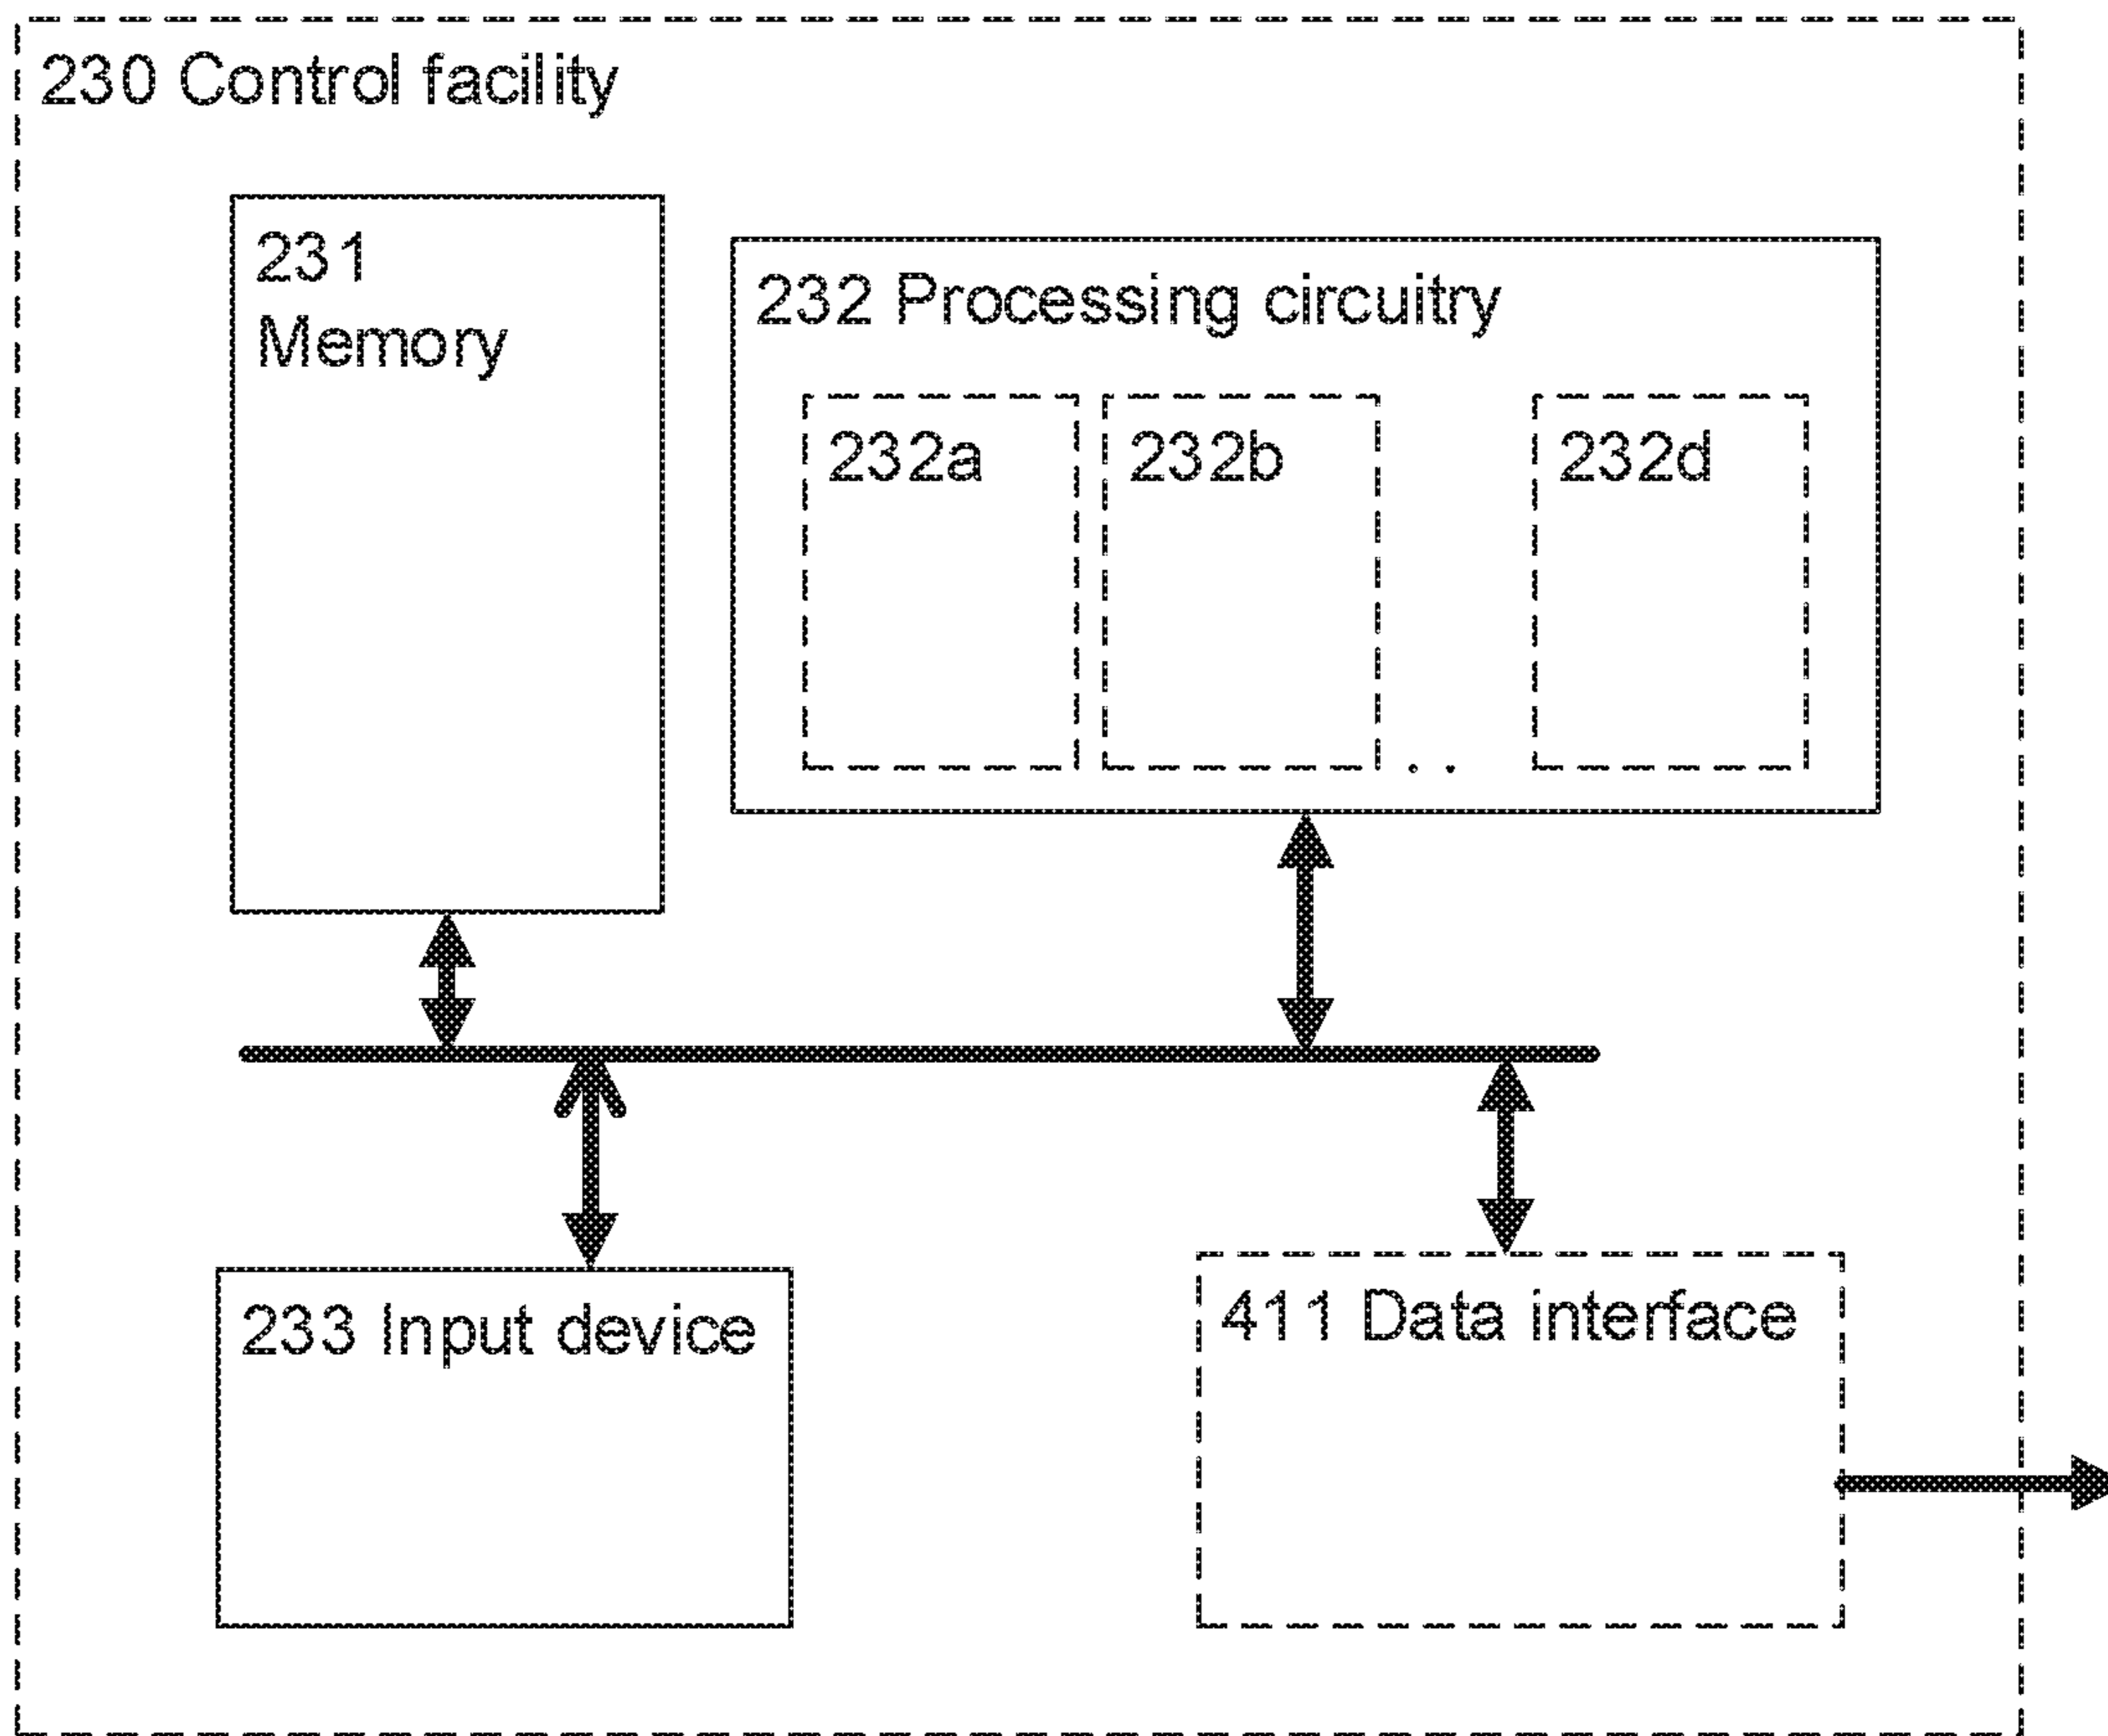 230 Control facility
231
Memory
232 Processing circuitry
232a
232b
. .
232d
233 Input device
411 Data interface